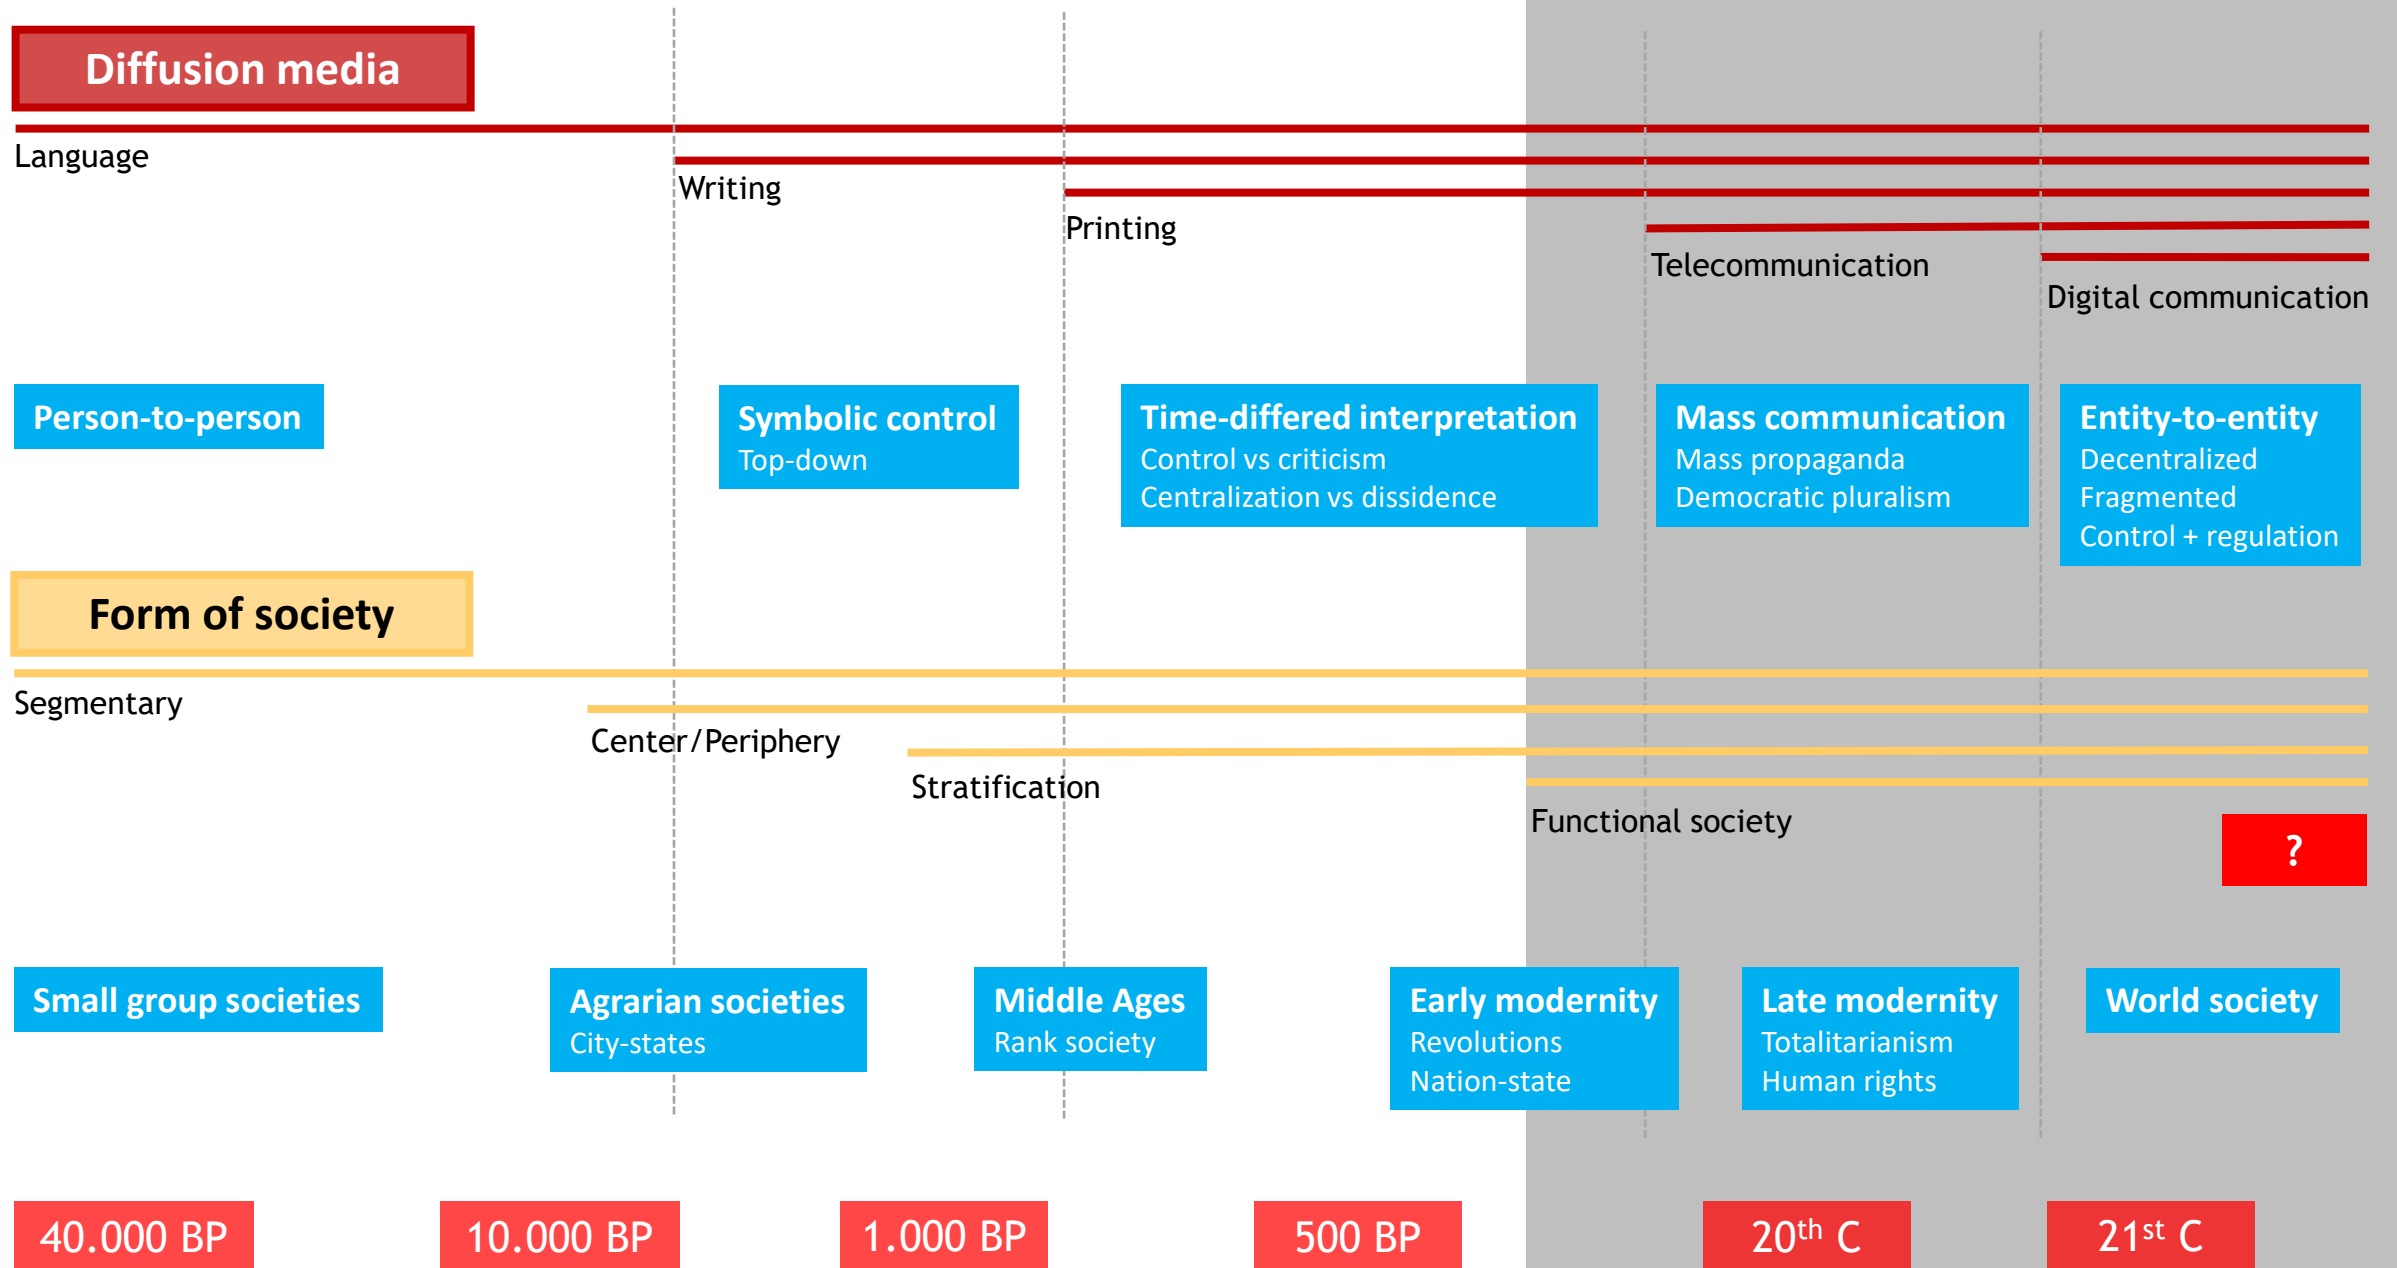 Diffusion media
Language
Writing
Printing
Telecommunication
Digital communication
Person-to-person
Symbolic control
Top-down
Time-differed interpretation
Control vs criticism
Centralization vs dissidence
Mass communication
Mass propaganda
Democratic pluralism
Entity-to-entity
Decentralized
Fragmented
Control + regulation
Form of society
Segmentary
Center/Periphery
Stratification
Functional society
?
Small group societies
Agrarian societies
City-states
Middle Ages
Rank society
Early modernity
Revolutions
Nation-state
Late modernity
Totalitarianism
Human rights
World society
40.000 BP
10.000 BP
1.000 BP
500 BP
20th C
21st C